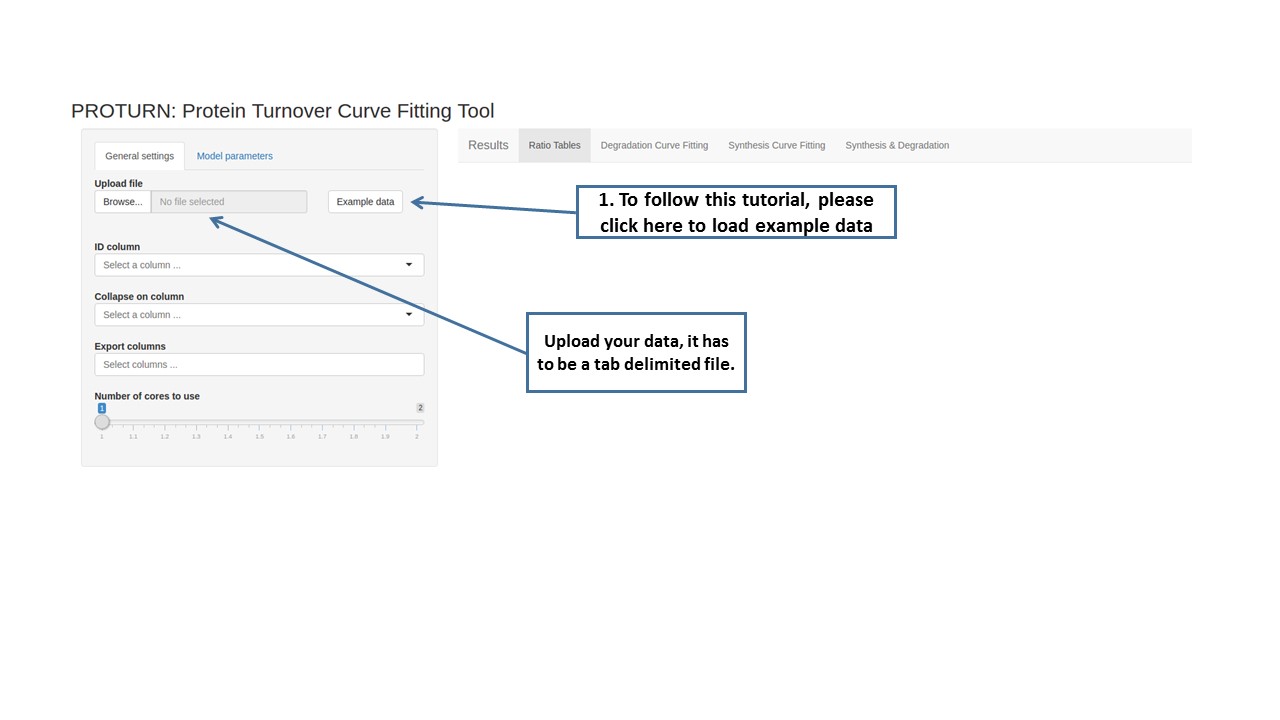 PROTURN: Protein Turnover Curve Fitting Tool
General settings
Model parameters
Results
Ratio Tables
Degradation Curve Fitting
Synthesis Curve Fitting
Synthesis & Degradation
Upload file
Browse...
No file selected
Example data
1. To follow this tutorial, please
click here to load example data
ID column
Select a column ...
Collapse on column
Select a column ...
Upload your data, it has
to be a tab delimited file.
Export columns
Select columns ...
Number of cores to use
1
2
1 1.1 1.2 1.3 1.4 1.5 1.6 1.7 1.8 1.9 2